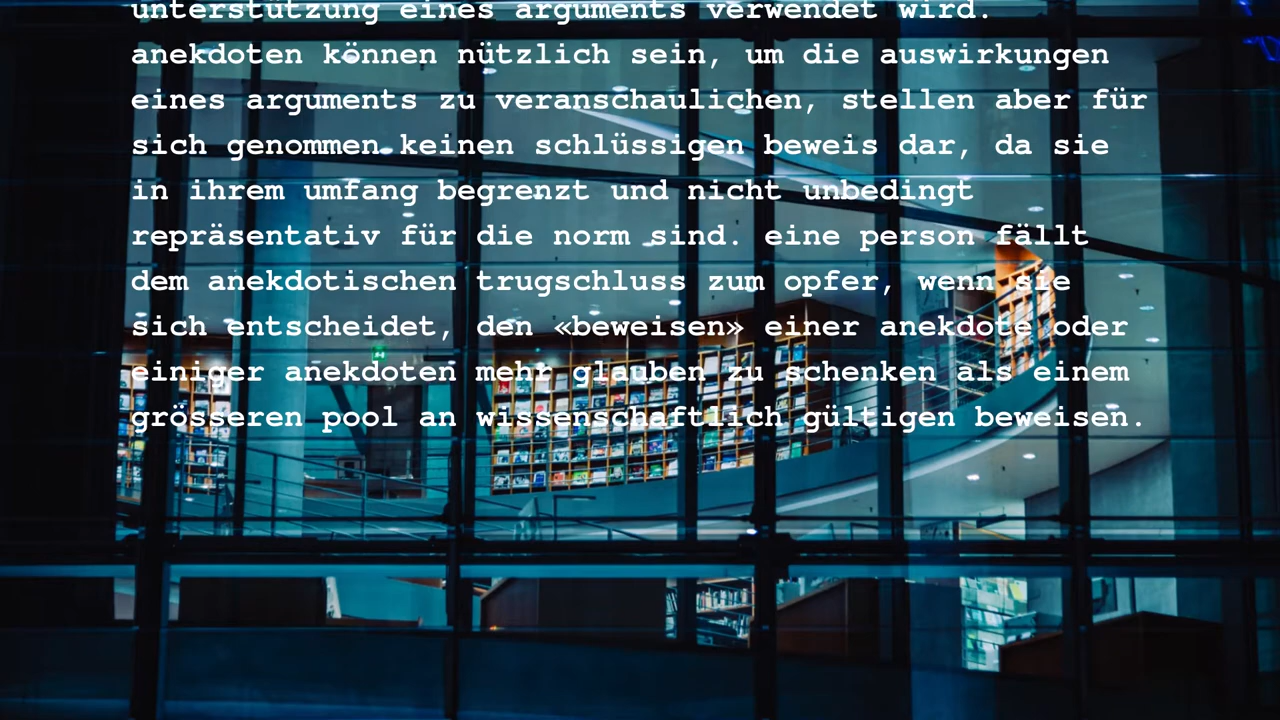 unterstützung eines arguments verwendet wird.
anekdoten können nützlich sein, um die auswirkungen
eines arguments zu veranschaulichen, stellen aber für
sich genommen keinen schlüssigen beweis dar, da sie
in ihrem umfang begrenzt und nicht unbedingt
repräsentativ für die norm sind. eine person fällt
dem anekdotischen trugschluss zum opfer, wenn sie
sich entscheidet, den «beweisen» einer anekdote oder
einiger anekdoten mehr glauben zu schenken als einem
grösseren pool an wissenschaftlich gültigen beweisen.